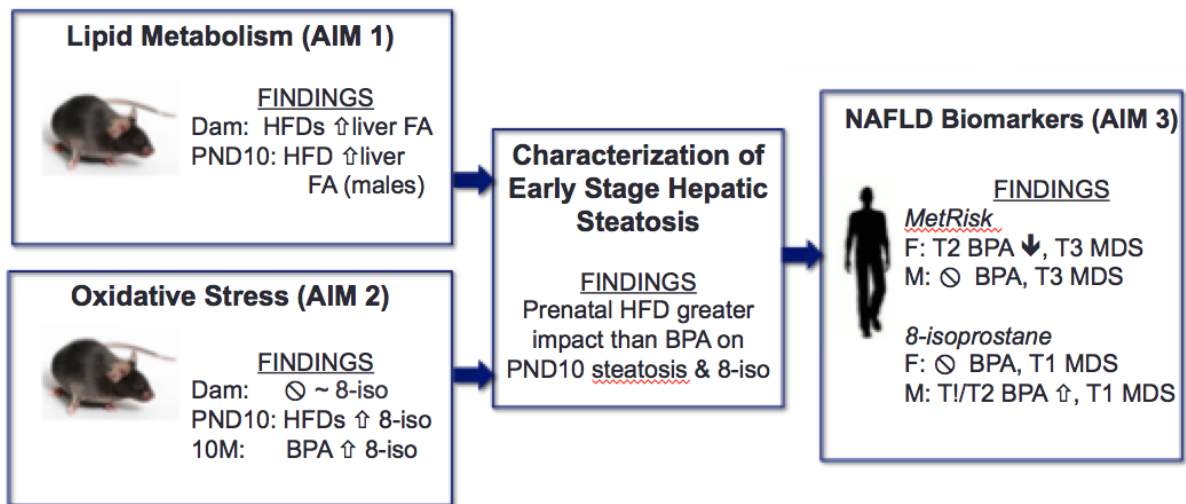 Lipid Metabolism (AIM 1)
FINDINGS
Dam: HFDs ⇧liver FA
PND10: HFD ⇧liver
FA (males)
Oxidative Stress (AIM 2)
FINDINGS
Dam: 🛇 ~ 8-iso
PND10: HFDs ⇧ 8-iso
10M: BPA ⇧ 8-iso
Characterization of
Early Stage Hepatic
Steatosis
FINDINGS
Prenatal HFD greater
impact than BPA on
PND10 steatosis & 8-iso
NAFLD Biomarkers (AIM 3)
FINDINGS
MetRisk
F: T2 BPA 🡻, T3 MDS
M: 🛇 BPA, T3 MDS
8-isoprostane
F: 🛇 BPA, T1 MDS
M: T!/T2 BPA ⇧, T1 MDS